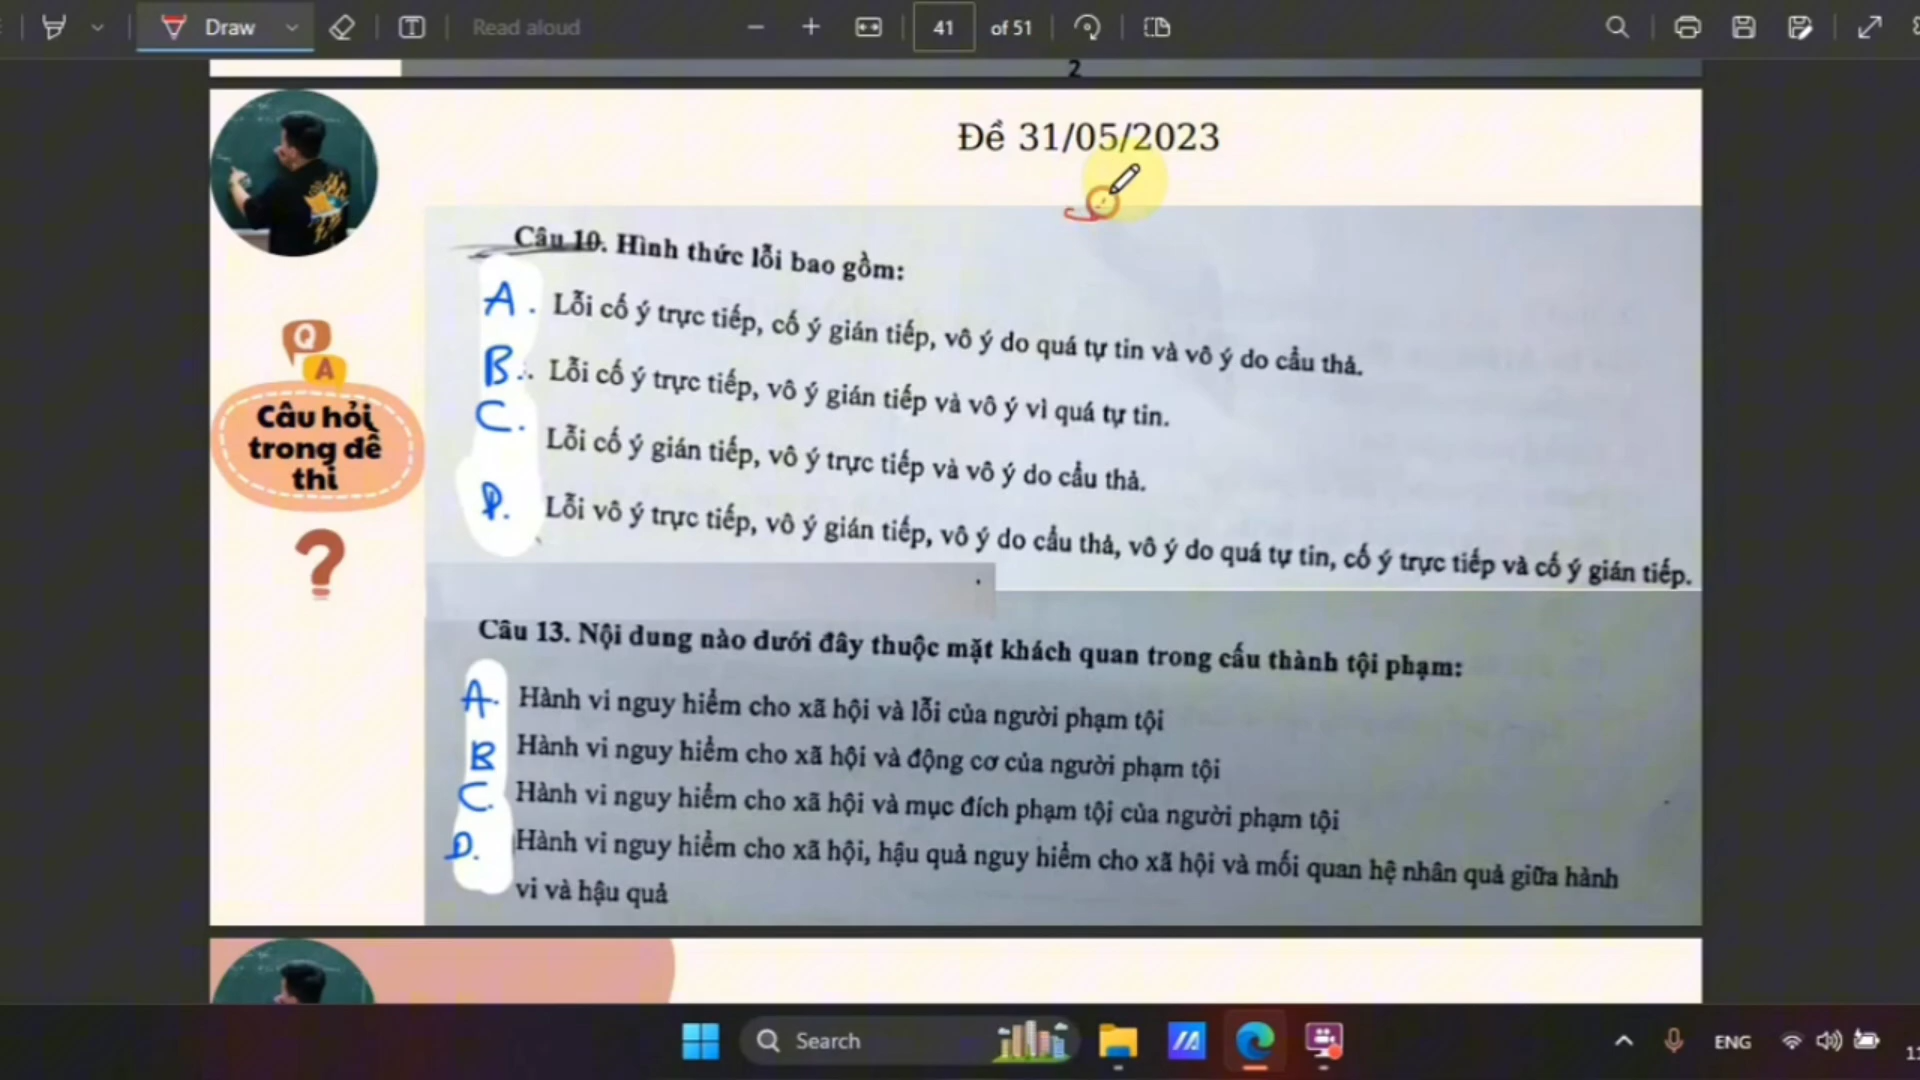 Draw
Read aloud
41
of 51
2
Đề 31/05/2023
Câu 10. Hình thức lỗi bao gồm:
A. Lỗi cố ý trực tiếp, cố ý gián tiếp, vô ý do quá tự tin và vô ý do cẩu thả.
B. Lỗi cố ý trực tiếp, vô ý gián tiếp và vô ý vì quá tự tin.
C. Lỗi cố ý gián tiếp, vô ý trực tiếp và vô ý do cẩu thả.
D. Lỗi vô ý trực tiếp, vô ý gián tiếp, vô ý do cẩu thả, vô ý do quá tự tin, cố ý trực tiếp và cố ý gián tiếp.
Q
A
Câu hỏi
trong đề
thi
?
Câu 13. Nội dung nào dưới đây thuộc mặt khách quan trong cấu thành tội phạm:
A. Hành vi nguy hiểm cho xã hội và lỗi của người phạm tội
B Hành vi nguy hiểm cho xã hội và động cơ của người phạm tội
C. Hành vi nguy hiểm cho xã hội và mục đích phạm tội của người phạm tội
D. Hành vi nguy hiểm cho xã hội, hậu quả nguy hiểm cho xã hội và mối quan hệ nhân quả giữa hành
vi và hậu quả
Search
ENG